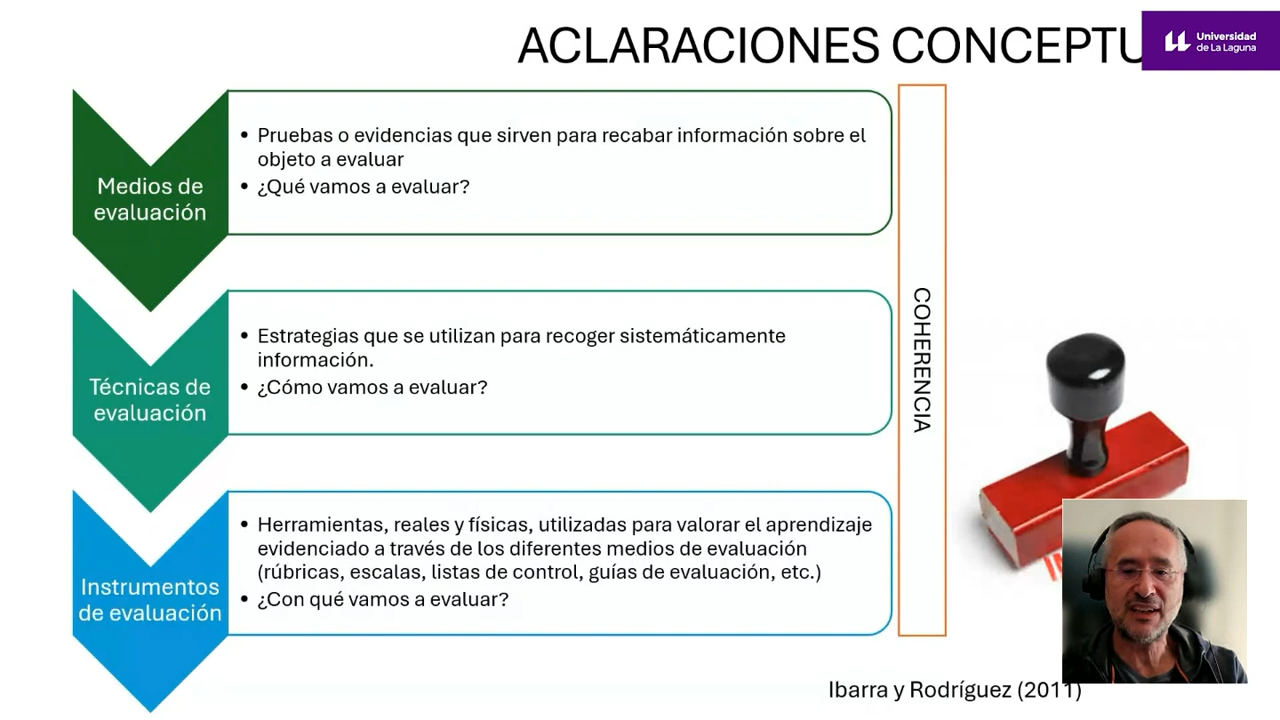 ACLARACIONES CONCEPTU
Universidad
de La Laguna
Medios de
evaluación
• Pruebas o evidencias que sirven para recabar información sobre el
objeto a evaluar
• ¿Qué vamos a evaluar?
Técnicas de
evaluación
• Estrategias que se utilizan para recoger sistemáticamente
información.
• ¿Cómo vamos a evaluar?
Instrumentos
de evaluación
• Herramientas, reales y físicas, utilizadas para valorar el aprendizaje
evidenciado a través de los diferentes medios de evaluación
(rúbricas, escalas, listas de control, guías de evaluación, etc.)
• ¿Con qué vamos a evaluar?
COHERENCIA
Ibarra y Rodríguez (2011)